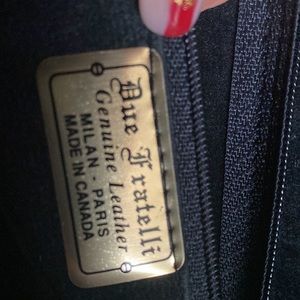 Due Fratelli
Genuine Leather
MILAN - PARIS
MADE IN CANADA